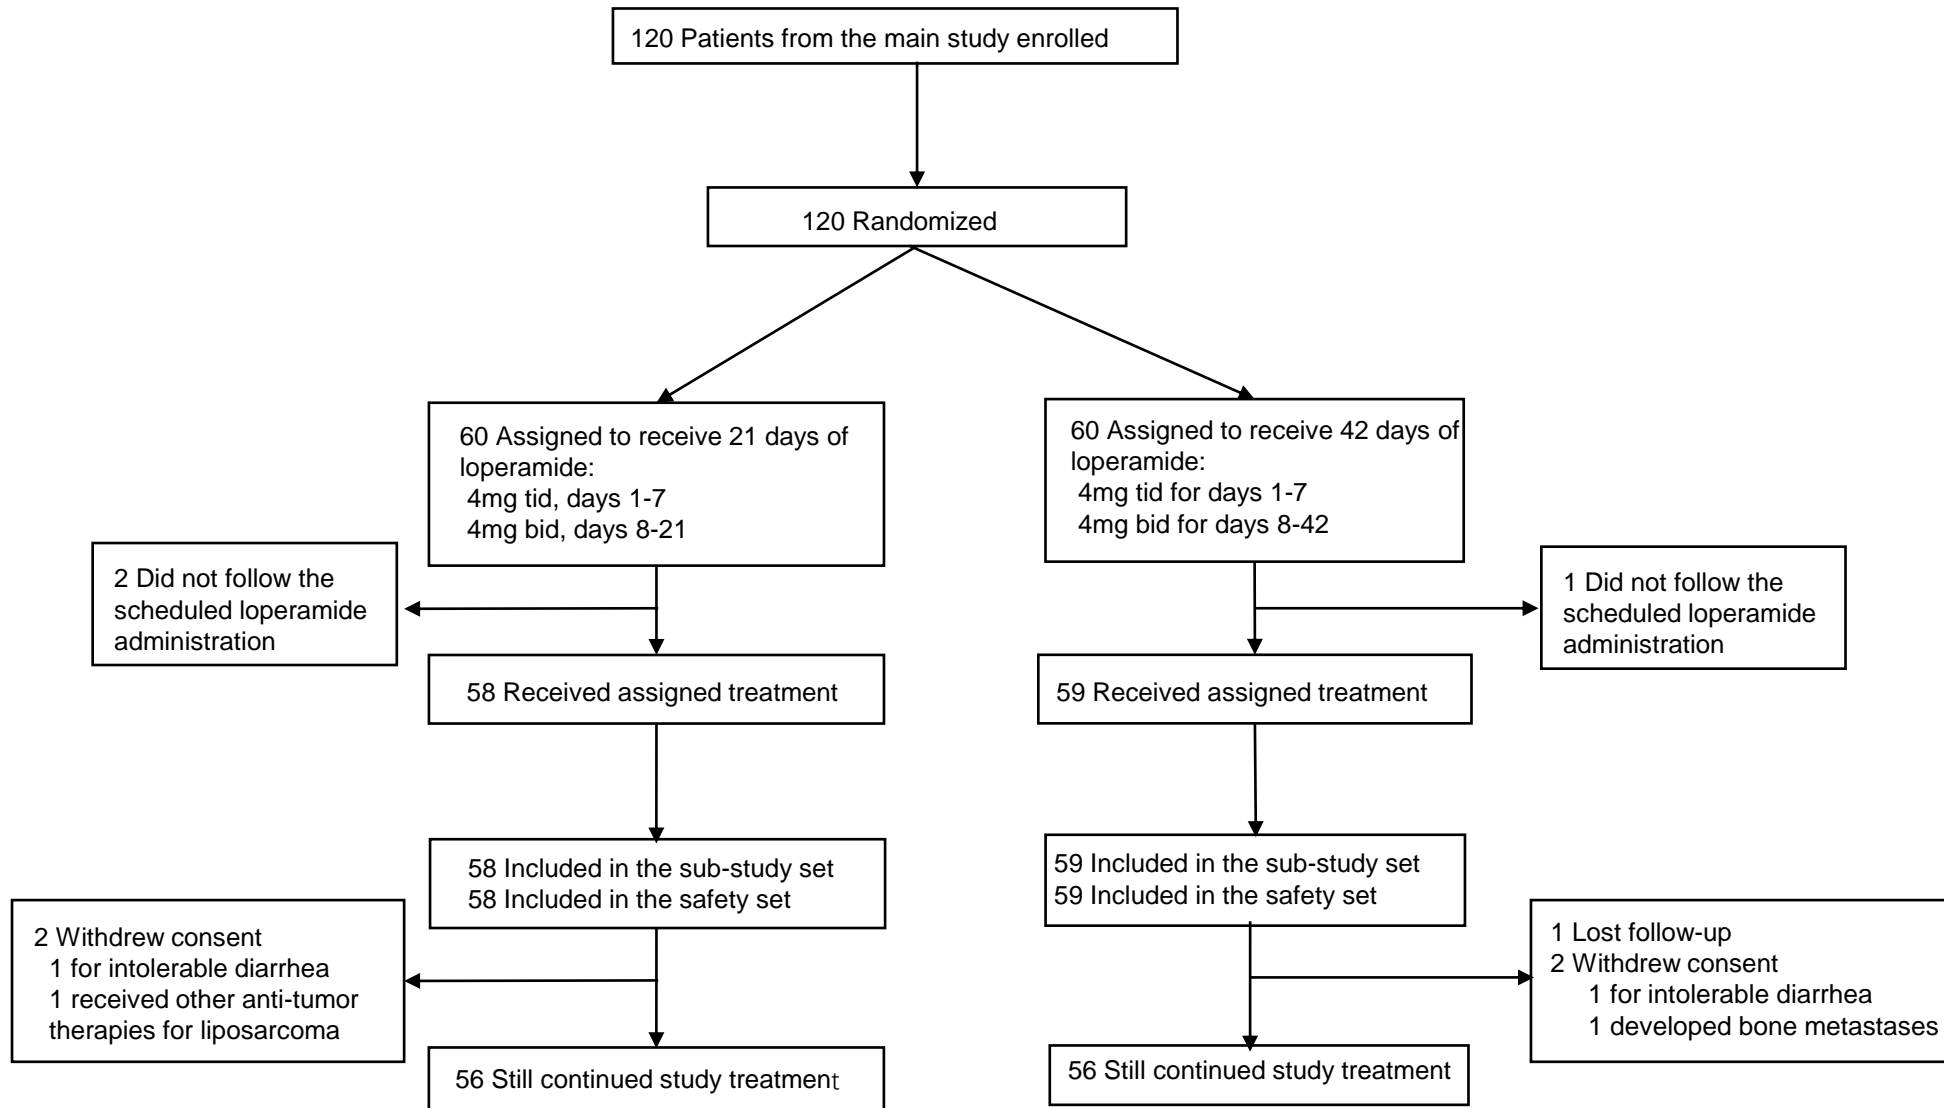 120 Patients from the main study enrolled
120 Randomized
60 Assigned to receive 21 days of
loperamide:
4mg tid, days 1-7
4mg bid, days 8-21
60 Assigned to receive 42 days of
loperamide:
4mg tid for days 1-7
4mg bid for days 8-42
2 Did not follow the
scheduled loperamide
administration
1 Did not follow the
scheduled loperamide
administration
58 Received assigned treatment
59 Received assigned treatment
58 Included in the sub-study set
58 Included in the safety set
59 Included in the sub-study set
59 Included in the safety set
2 Withdrew consent
1 for intolerable diarrhea
1 received other anti-tumor
therapies for liposarcoma
1 Lost follow-up
2 Withdrew consent
1 for intolerable diarrhea
1 developed bone metastases
56 Still continued study treatment
56 Still continued study treatment